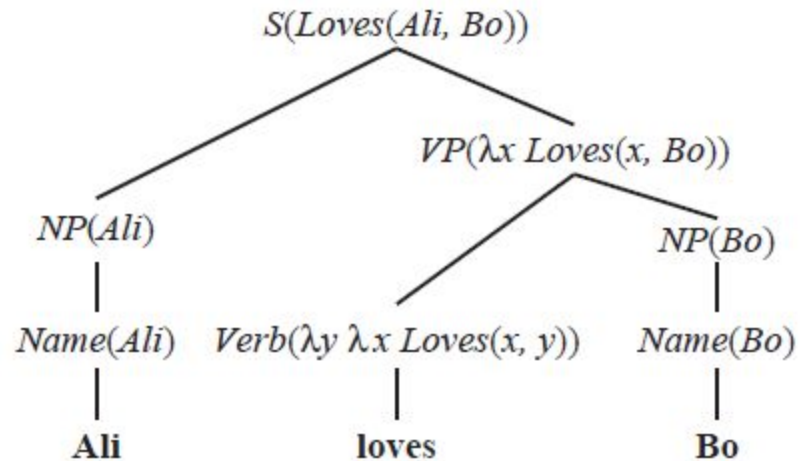 S(Loves(Ali, Bo))
VP(λx Loves(x, Bo))
NP(Ali)
NP(Bo)
Name(Ali) Verb(λy λx Loves(x, y)) Name(Bo)
Ali loves Bo